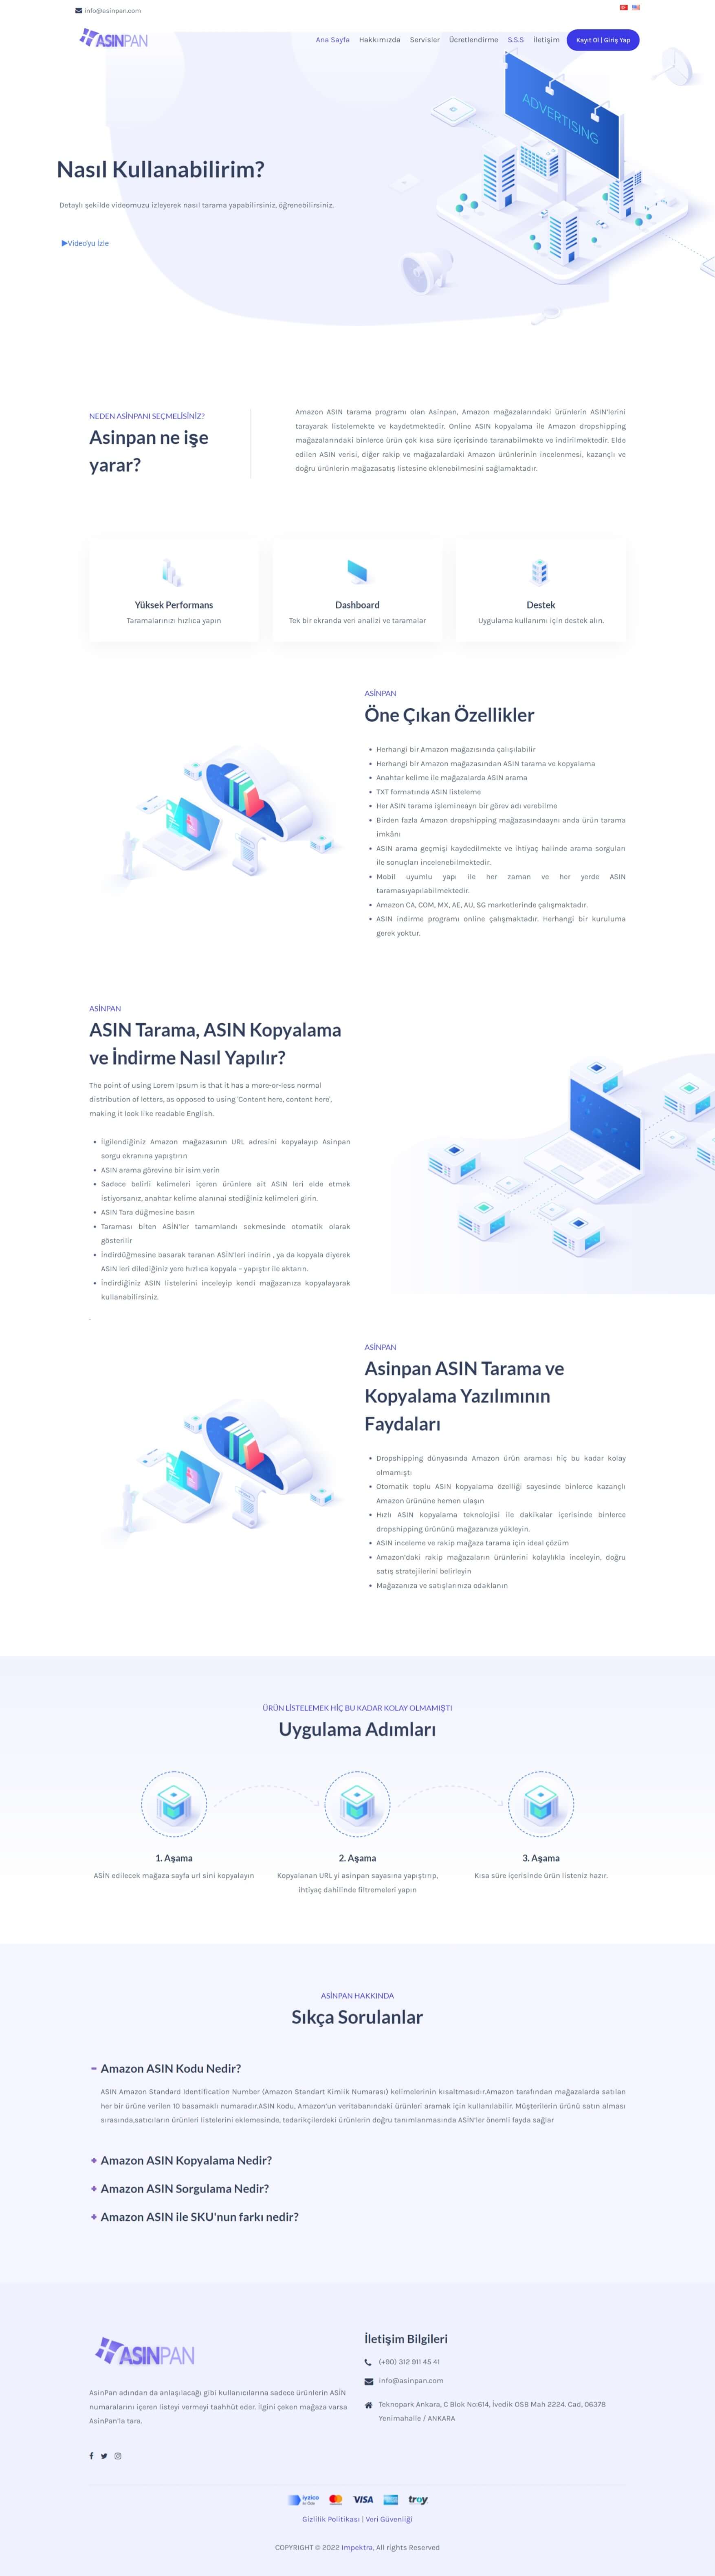 info@asinpan.com
ASINPAN
Ana Sayfa Hakkımızda Servisler Ücretlendirme S.S.S İletişim Kayıt Ol | Giriş Yap
ADVERTISING
Nasıl Kullanabilirim?
Detaylı şekilde videomuzu izleyerek nasıl tarama yapabilirsiniz, öğrenebilirsiniz.
Video'yu İzle
NEDEN ASİNPANI SEÇMELİSİNİZ?
Asinpan ne işe
yarar?
Amazon ASIN tarama programı olan Asinpan, Amazon mağazalarındaki ürünlerin ASIN'lerini
tarayarak listelemekte ve kaydetmektedir. Online ASIN kopyalama ile Amazon dropshipping
mağazalarındaki binlerce ürün çok kısa süre içerisinde taranabilmekte ve indirilmektedir. Elde
edilen ASIN verisi, diğer rakip ve mağazalardaki Amazon ürünlerinin incelenmesi, kazançlı ve
doğru ürünlerin mağazasatış listesine eklenebilmesini sağlamaktadır.
Yüksek Performans
Taramalarınızı hızlıca yapın
Dashboard
Tek bir ekranda veri analizi ve taramalar
Destek
Uygulama kullanımı için destek alın.
ASİNPAN
Öne Çıkan Özellikler
Herhangi bir Amazon mağazısında çalışılabilir
Herhangi bir Amazon mağazasından ASIN tarama ve kopyalama
Anahtar kelime ile mağazalarda ASIN arama
TXT formatında ASIN listeleme
Her ASIN tarama işlemineayn bir görev adı verebilme
Birden fazla Amazon dropshipping mağazasındaaynı anda ürün tarama
imkânı
ASIN arama geçmişi kaydedilmekte ve ihtiyaç halinde arama sorguları
ile sonuçları incelenebilmektedir.
Mobil uyumlu yapı ile her zaman ve her yerde ASIN
taramasıyapılabilmektedir.
Amazon CA, COM, MX, AE, AU, SG marketlerinde çalışmaktadır.
ASIN indirme programı online çalışmaktadır. Herhangi bir kuruluma
gerek yoktur.
ASİNPAN
ASIN Tarama, ASIN Kopyalama
ve İndirme Nasıl Yapılır?
The point of using Lorem Ipsum is that it has a more-or-less normal
distribution of letters, as opposed to using 'Content here, content here',
making it look like readable English.
İlgilendiğiniz Amazon mağazasının URL adresini kopyalayıp Asinpan
sorgu ekranına yapıştırın
ASIN arama görevine bir isim verin
Sadece belirli kelimeleri içeren ürünlere ait ASIN leri elde etmek
istiyorsanız, anahtar kelime alanınai stediğiniz kelimeleri girin.
ASIN Tara düğmesine basın
Taraması biten ASİN'ler tamamlandı sekmesinde otomatik olarak
gösterilir
İndirdüğmesine basarak taranan ASİN'leri indirin , ya da kopyala diyerek
ASIN leri dilediğiniz yere hızlıca kopyala – yapıştır ile aktarın.
İndirdiğiniz ASIN listelerini inceleyip kendi mağazanıza kopyalayarak
kullanabilirsiniz.
.
ASİNPAN
Asinpan ASIN Tarama ve
Kopyalama Yazılımının
Faydaları
Dropshipping dünyasında Amazon ürün araması hiç bu kadar kolay
olmamıştı
Otomatik toplu ASIN kopyalama özelliği sayesinde binlerce kazançlı
Amazon ürününe hemen ulaşın
Hızlı ASIN kopyalama teknolojisi ile dakikalar içerisinde binlerce
dropshipping ürününü mağazanıza yükleyin.
ASIN inceleme ve rakip mağaza tarama için ideal çözüm
Amazon'daki rakip mağazaların ürünlerini kolaylıkla inceleyin, doğru
satış stratejilerini belirleyin
Mağazanıza ve satışlarınıza odaklanın
ÜRÜN LİSTELEMEK HİÇ BU KADAR KOLAY OLMAMIŞTI
Uygulama Adımları
1. Aşama
ASİN edilecek mağaza sayfa url sini kopyalayın
2. Aşama
Kopyalanan URL yi asinpan sayasına yapıştırıp,
ihtiyaç dahilinde filtremeleri yapın
3. Aşama
Kısa süre içerisinde ürün listeniz hazır.
ASİNPAN HAKKINDA
Sıkça Sorulanlar
Amazon ASIN Kodu Nedir?
ASIN Amazon Standard Identification Number (Amazon Standart Kimlik Numarası) kelimelerinin kısaltmasıdır.Amazon tarafından mağazalarda satılan
her bir ürüne verilen 10 basamaklı numaradır.ASIN kodu, Amazon'un veritabanındaki ürünleri aramak için kullanılabilir. Müşterilerin ürünü satın alması
sırasında,satıcıların ürünleri listelerini eklemesinde, tedarikçilerdeki ürünlerin doğru tanımlanmasında ASİN'ler önemli fayda sağlar
Amazon ASIN Kopyalama Nedir?
Amazon ASIN Sorgulama Nedir?
Amazon ASIN ile SKU'nun farkı nedir?
ASINPAN
AsinPan adından da anlaşılacağı gibi kullanıcılarına sadece ürünlerin ASİN
numaralarını içeren listeyi vermeyi taahhüt eder. İlgini çeken mağaza varsa
AsinPan'la tara.
İletişim Bilgileri
(+90) 312 911 45 41
info@asinpan.com
Teknopark Ankara, C Blok No:614, İvedik OSB Mah 2224. Cad, 06378
Yenimahalle / ANKARA
iyzico ile Öde VISA troy
Gizlilik Politikası | Veri Güvenliği
COPYRIGHT © 2022 Impektra, All rights Reserved